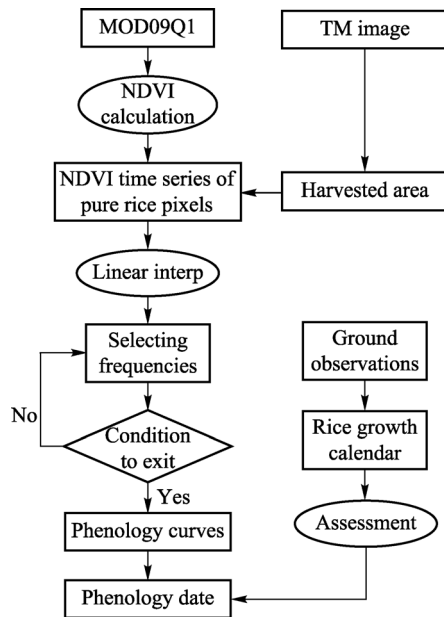 MOD09Q1
TM image
NDVI
calculation
NDVI time series of
pure rice pixels
Harvested area
Linear interp
Selecting
frequencies
Ground
observations
No
Condition
to exit
Rice growth
calendar
Yes
Phenology curves
Assessment
Phenology date